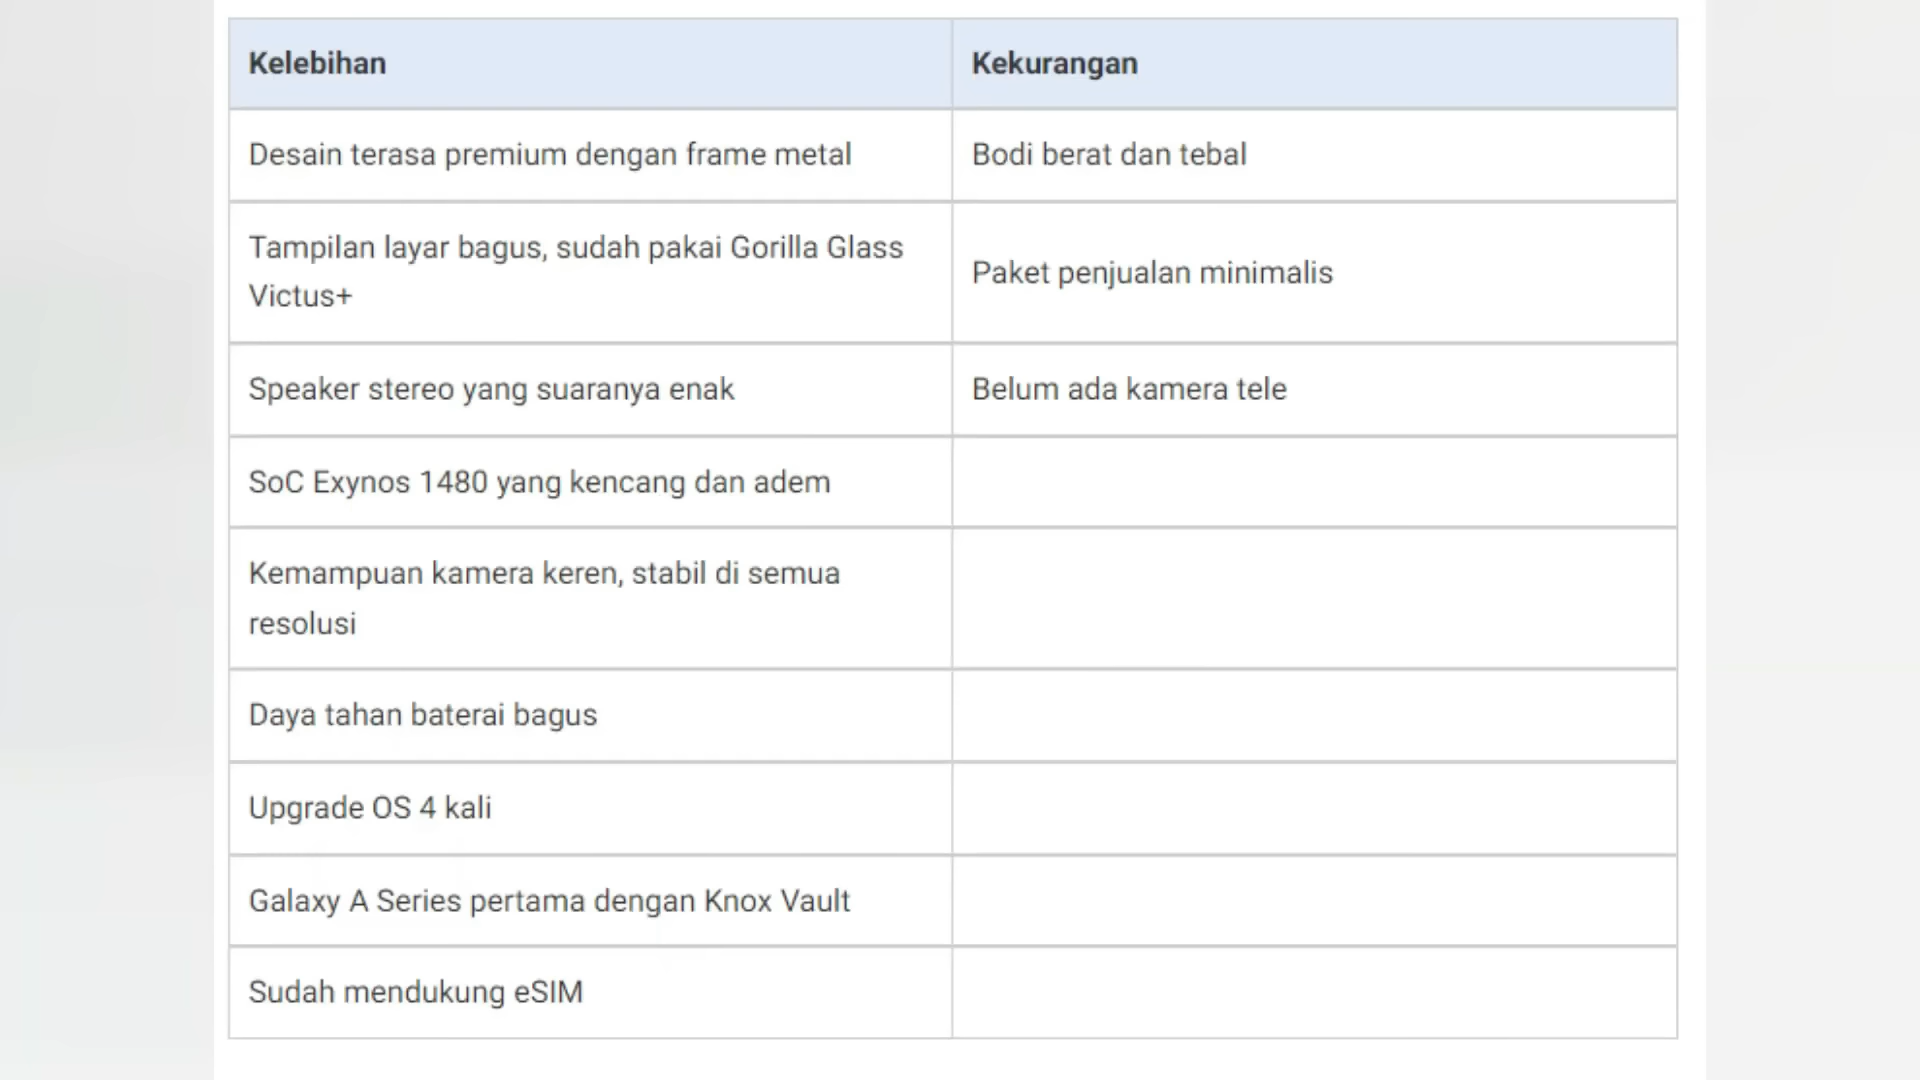 Kelebihan
Kekurangan
Desain terasa premium dengan frame metal
Bodi berat dan tebal
Tampilan layar bagus, sudah pakai Gorilla Glass
Victus+
Paket penjualan minimalis
Speaker stereo yang suaranya enak
Belum ada kamera tele
SoC Exynos 1480 yang kencang dan adem
Kemampuan kamera keren, stabil di semua
resolusi
Daya tahan baterai bagus
Upgrade OS 4 kali
Galaxy A Series pertama dengan Knox Vault
Sudah mendukung eSIM